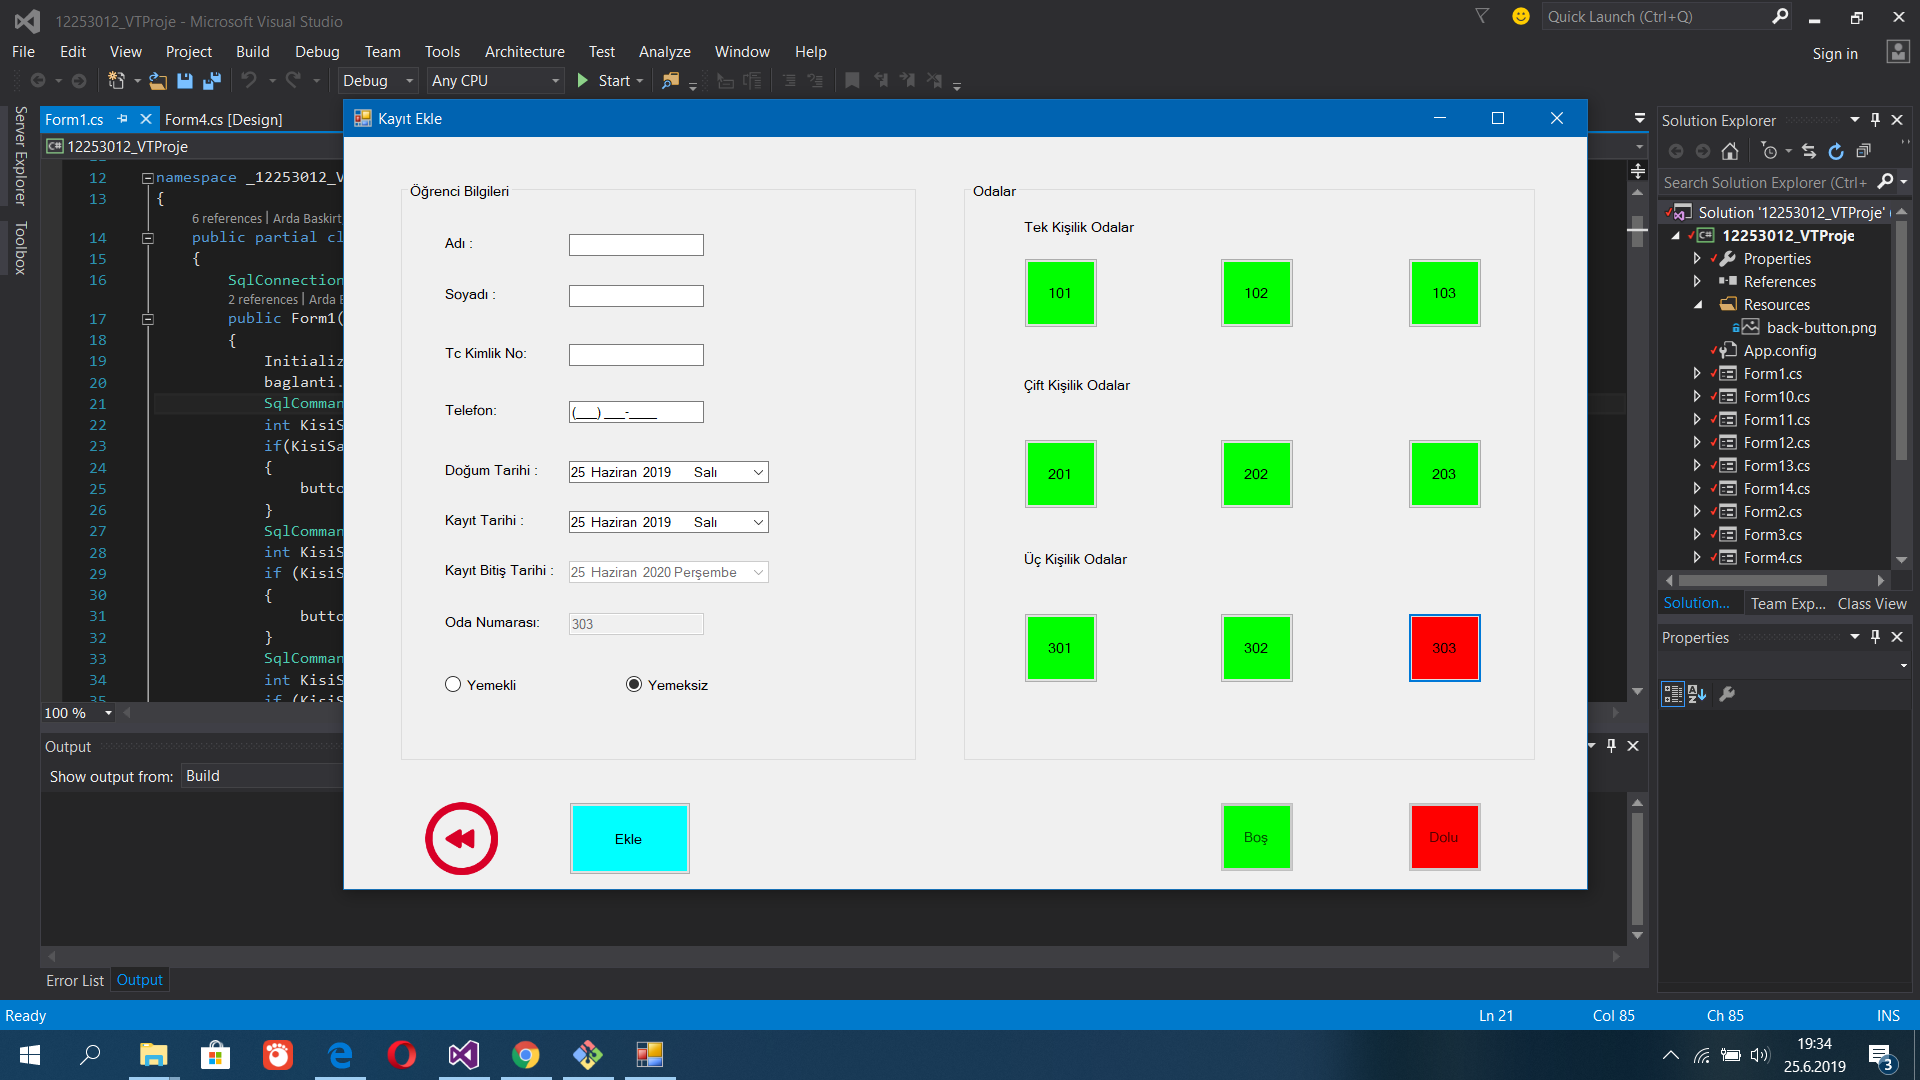 12253012_VTProje - Microsoft Visual Studio
Quick Launch (Ctrl+Q)
File Edit View Project Build Debug Team Tools Architecture Test Analyze Window Help
Sign in
Debug Any CPU Start
Server Explorer
Toolbox
Form1.cs Form4.cs [Design]
12253012_VTProje
12 namespace _12253012_V
13 {
6 references | Arda Baskirt
14 public partial cl
15 {
16 SqlConnection
2 references | Arda
17 public Form1(
18 {
19 Initializ
20 baglanti.
21 SqlComman
22 int KisiS
23 if(KisiSa
24 {
25 butto
26 }
27 SqlComman
28 int KisiS
29 if (KisiS
30 {
31 butto
32 }
33 SqlComman
34 int KisiS
35 if (KisiS
100 %
Output
Show output from: Build
Error List Output
Kayıt Ekle
Öğrenci Bilgileri
Adı :
Soyadı :
Tc Kimlik No:
Telefon: (___) ___-____
Doğum Tarihi : 25 Haziran 2019 Salı
Kayıt Tarihi : 25 Haziran 2019 Salı
Kayıt Bitiş Tarihi : 25 Haziran 2020 Perşembe
Oda Numarası: 303
Yemekli Yemeksiz
Ekle
Odalar
Tek Kişilik Odalar
101 102 103
Çift Kişilik Odalar
201 202 203
Üç Kişilik Odalar
301 302 303
Boş Dolu
Solution Explorer
Search Solution Explorer (Ctrl+
Solution '12253012_VTProje' (
12253012_VTProje
Properties
References
Resources
back-button.png
App.config
Form1.cs
Form10.cs
Form11.cs
Form12.cs
Form13.cs
Form14.cs
Form2.cs
Form3.cs
Form4.cs
Solution... Team Exp... Class View
Properties
Ready Ln 21 Col 85 Ch 85 INS
19:34
25.6.2019
3